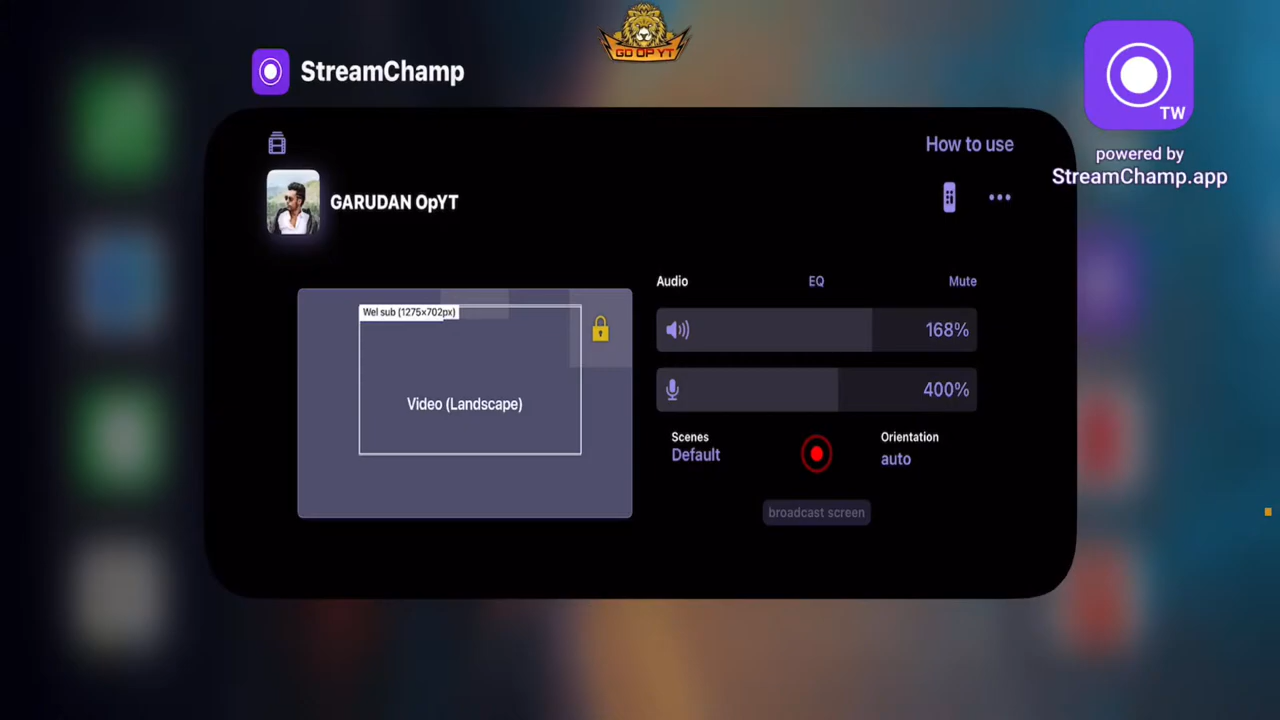 GO OP YT
StreamChamp
TW
powered by
StreamChamp.app
How to use
GARUDAN OpYT
Audio
EQ
Mute
Wel sub (1275×702px)
Video (Landscape)
168%
400%
Scenes
Default
Orientation
auto
broadcast screen